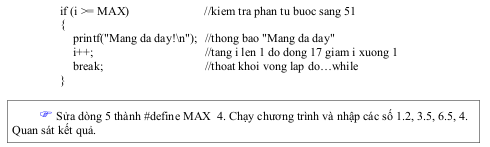 if (i >= MAX) //kiem tra phan tu buoc sang 51
{
printf("Mang da day!\n"); //thong bao "Mang da day"
i++; //tang i len 1 do dong 17 giam i xuong 1
break; //thoat khoi vong lap do…while
}
Sửa dòng 5 thành #define MAX 4. Chạy chương trình và nhập các số 1.2, 3.5, 6.5, 4.
Quan sát kết quả.